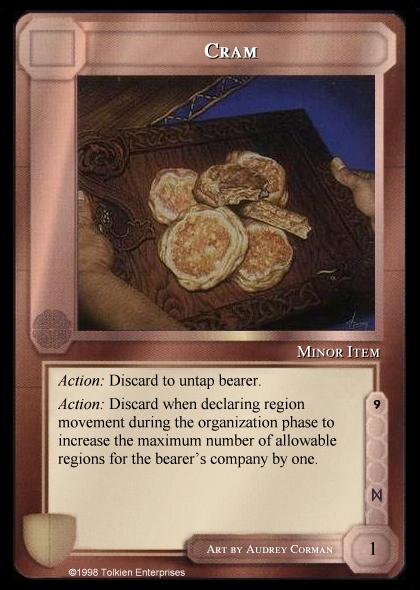 Cram
Minor Item
Action: Discard to untap bearer.
Action: Discard when declaring region
movement during the organization phase to
increase the maximum number of allowable
regions for the bearer's company by one.
9
ᛞ
Art by Audrey Corman
1
©1998 Tolkien Enterprises